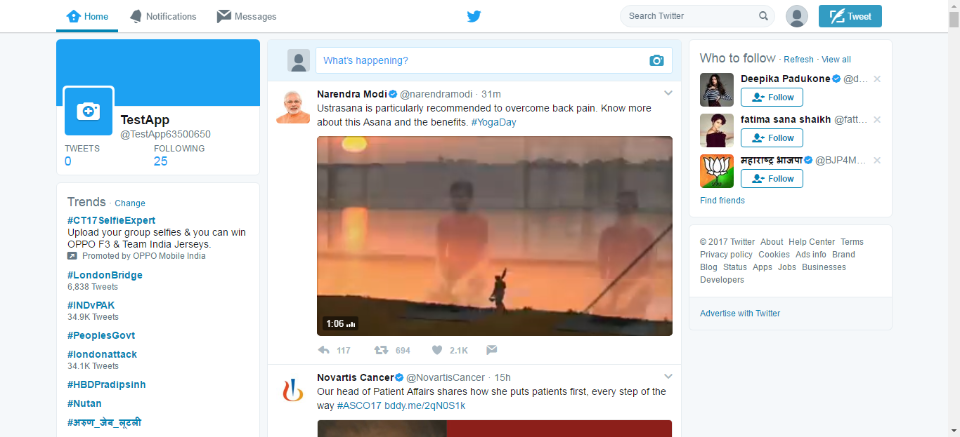 Home
Notifications
Messages
Search Twitter
Tweet
TestApp
@TestApp63500650
TWEETS
FOLLOWING
0
25
Trends · Change
#CT17SelfieExpert
Upload your group selfies & you can win
OPPO F3 & Team India Jerseys.
Promoted by OPPO Mobile India
#LondonBridge
6,838 Tweets
#INDvPAK
34.9K Tweets
#PeoplesGovt
#londonattack
34.1K Tweets
#HBDPradipsinh
#Nutan
#अरुण_जेब_लूटली
What's happening?
Narendra Modi @narendramodi · 31m
Ustrasana is particularly recommended to overcome back pain. Know more
about this Asana and the benefits. #YogaDay
1:06
117
694
2.1K
Novartis Cancer @NovartisCancer · 15h
Our head of Patient Affairs shares how she puts patients first, every step of the
way #ASCO17 bddy.me/2qN0S1k
Who to follow · Refresh · View all
Deepika Padukone @d...
Follow
fatima sana shaikh @fatt...
Follow
महाराष्ट्र भाजपा @BJP4M...
Follow
Find friends
© 2017 Twitter About Help Center Terms
Privacy policy Cookies Ads info Brand
Blog Status Apps Jobs Businesses
Developers
Advertise with Twitter